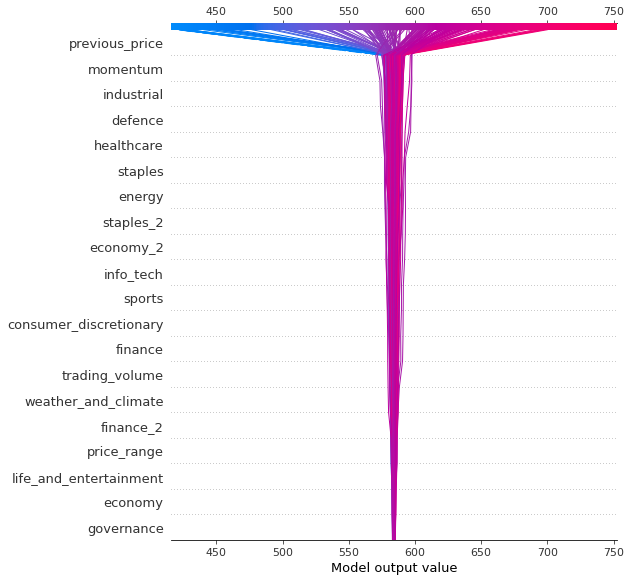 450 500 550 600 650 700 750
previous_price
momentum
industrial
defence
healthcare
staples
energy
staples_2
economy_2
info_tech
sports
consumer_discretionary
finance
trading_volume
weather_and_climate
finance_2
price_range
life_and_entertainment
economy
governance
450 500 550 600 650 700 750
Model output value